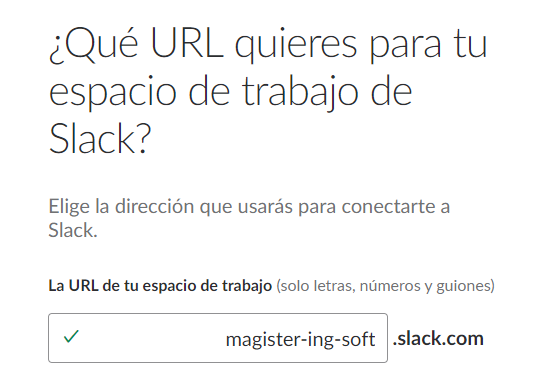 ¿Qué URL quieres para tu
espacio de trabajo de
Slack?
Elige la dirección que usarás para conectarte a
Slack.
La URL de tu espacio de trabajo (solo letras, números y guiones)
magister-ing-soft .slack.com